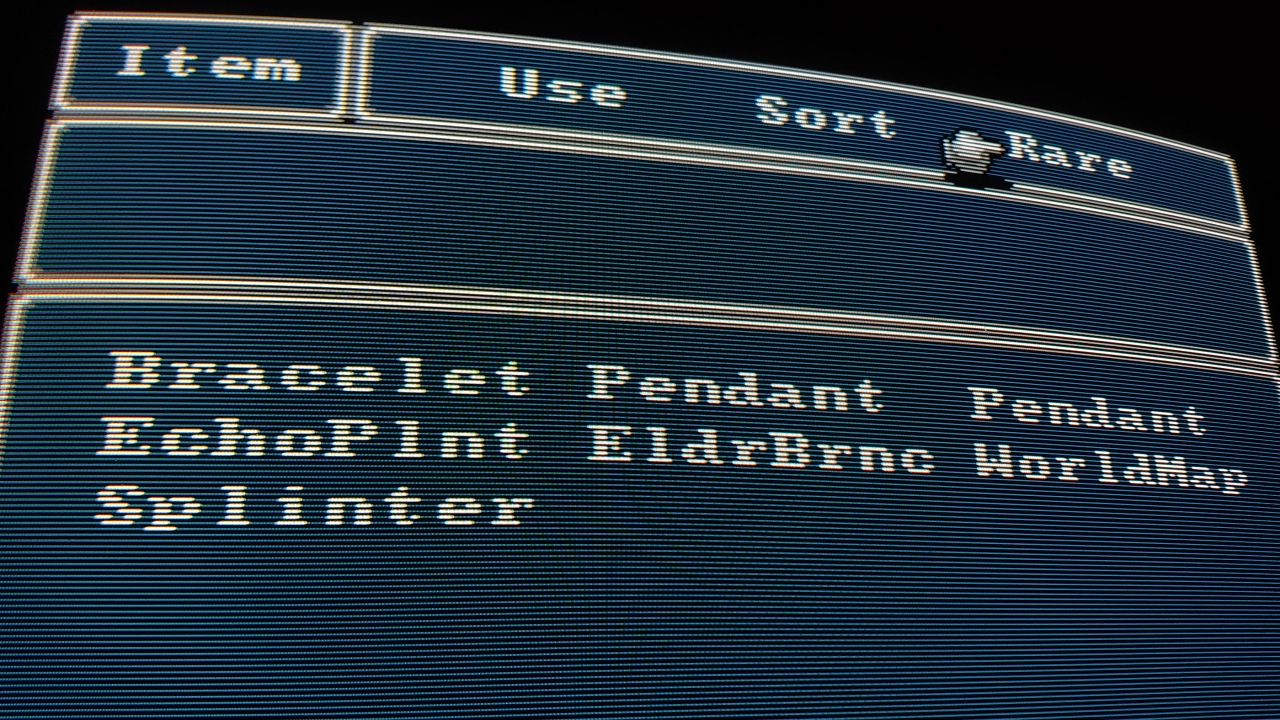 Item Use Sort Rare
Bracelet Pendant Pendant
EchoPlnt EldrBrnc WorldMap
Splinter